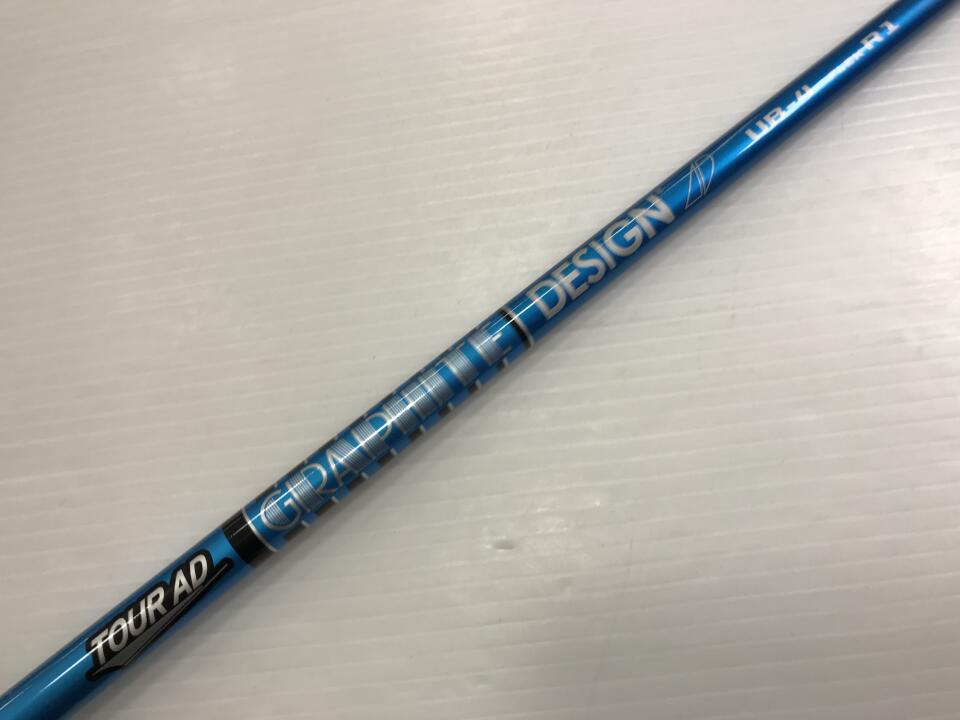 TOUR AD
GRAPHITE DESIGN
UB-4
R1